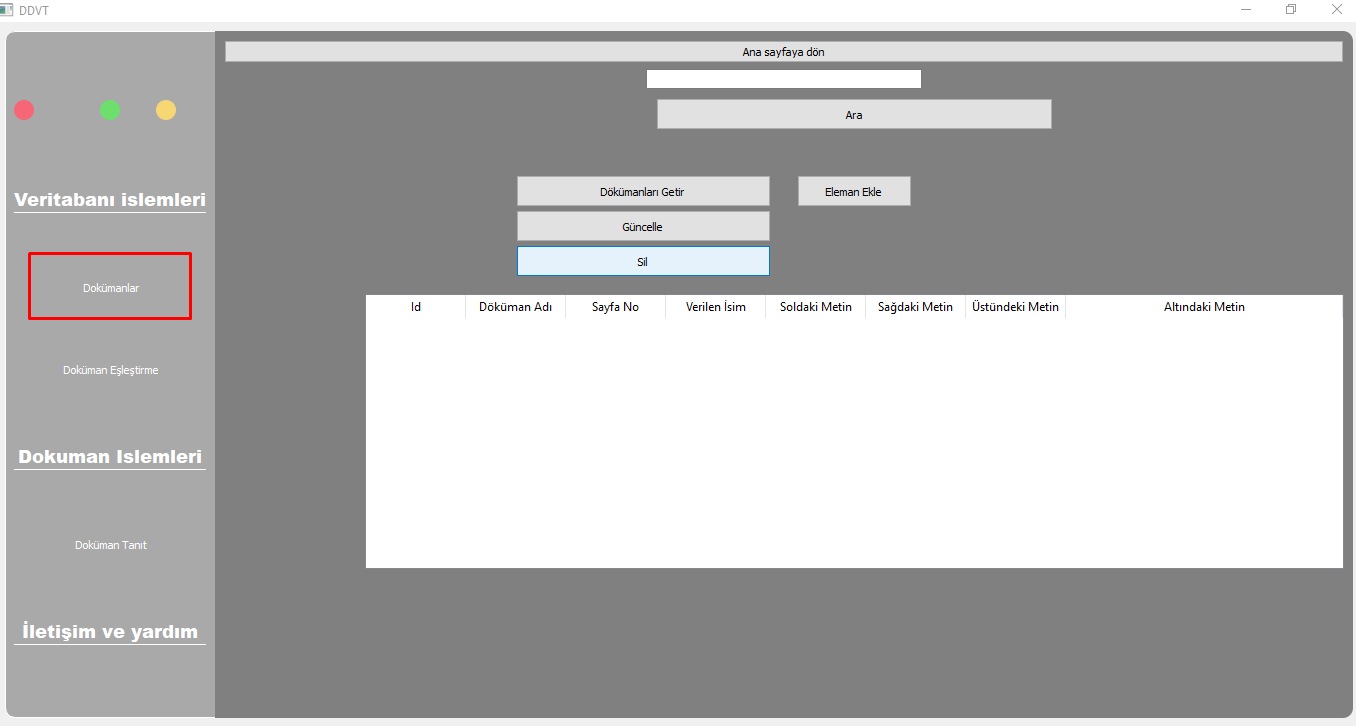 DDVT
Veritabanı islemleri
Dokümanlar
Doküman Eşleştirme
Dokuman Islemleri
Doküman Tanıt
İletişim ve yardım
Ana sayfaya dön
Ara
Dökümanları Getir
Eleman Ekle
Güncelle
Sil
Id Döküman Adı Sayfa No Verilen İsim Soldaki Metin Sağdaki Metin Üstündeki Metin Altındaki Metin